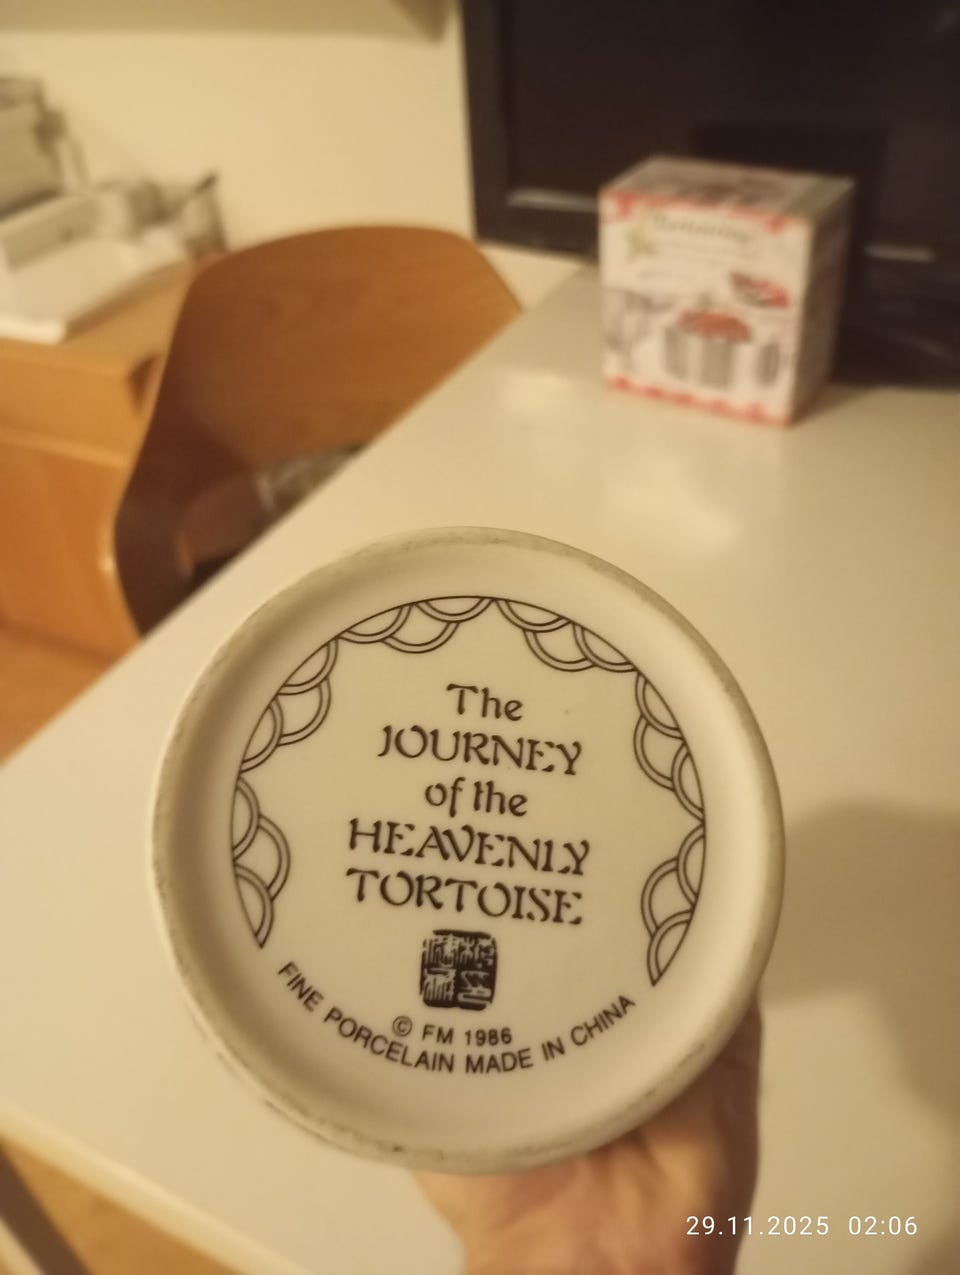 The
JOURNEY
of the
HEAVENLY
TORTOISE
© FM 1986
FINE PORCELAIN MADE IN CHINA
29.11.2025 02:06